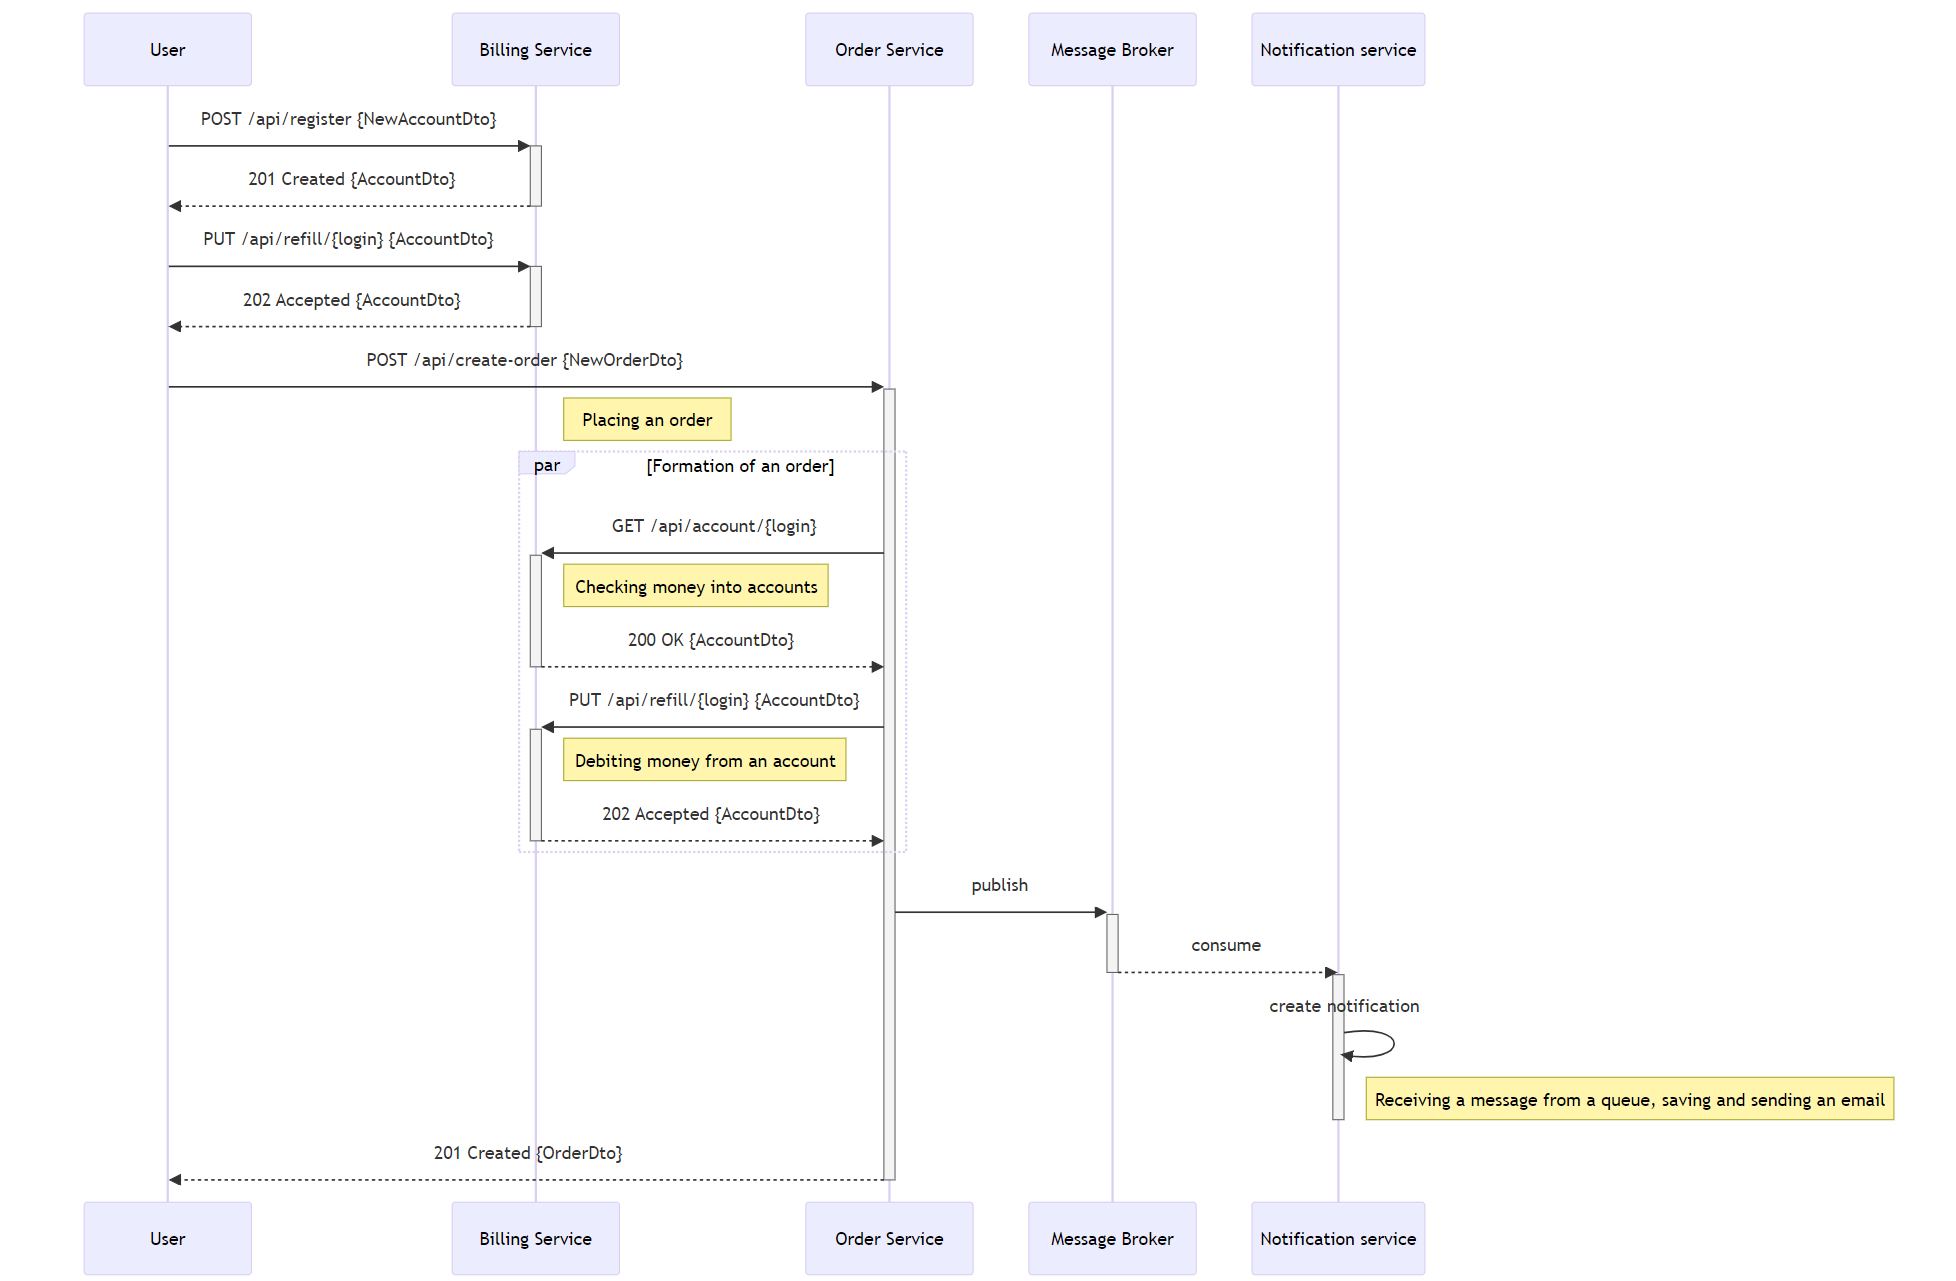 User
Billing Service
Order Service
Message Broker
Notification service
POST /api/register {NewAccountDto}
201 Created {AccountDto}
PUT /api/refill/{login} {AccountDto}
202 Accepted {AccountDto}
POST /api/create-order {NewOrderDto}
Placing an order
par
[Formation of an order]
GET /api/account/{login}
Checking money into accounts
200 OK {AccountDto}
PUT /api/refill/{login} {AccountDto}
Debiting money from an account
202 Accepted {AccountDto}
publish
consume
create notification
Receiving a message from a queue, saving and sending an email
201 Created {OrderDto}
User
Billing Service
Order Service
Message Broker
Notification service